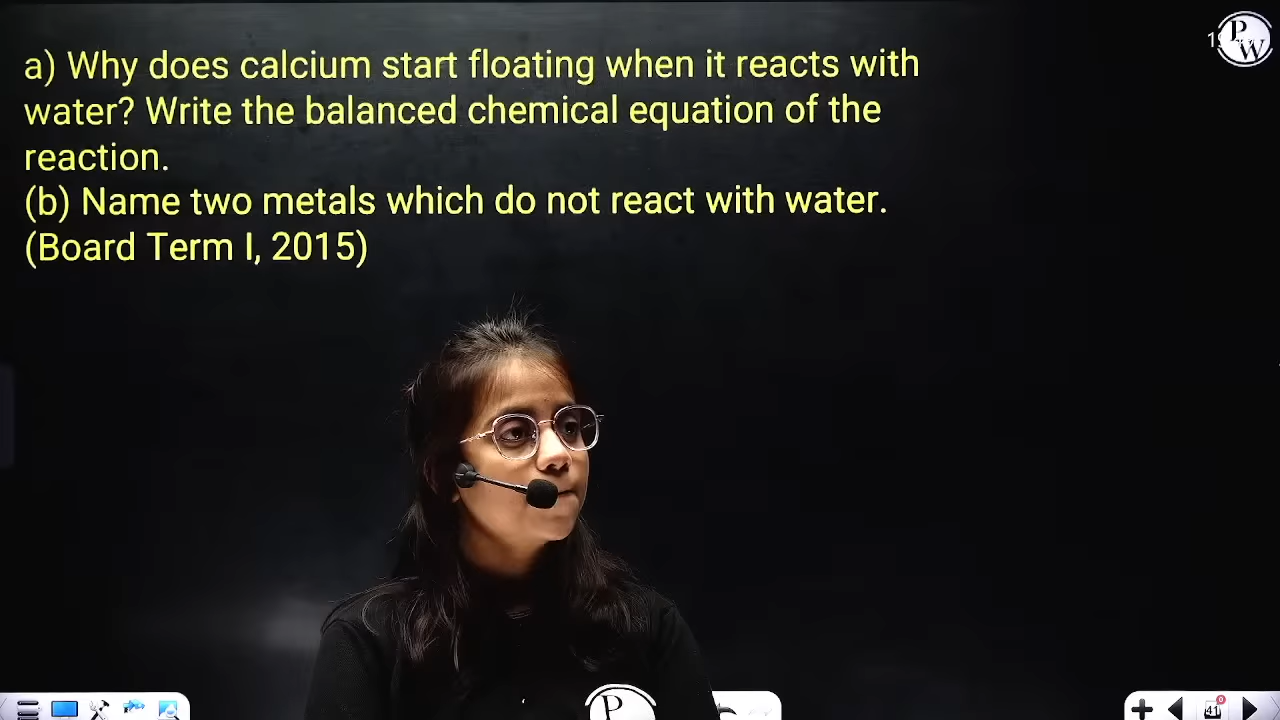 a) Why does calcium start floating when it reacts with
water? Write the balanced chemical equation of the
reaction.
(b) Name two metals which do not react with water.
(Board Term I, 2015)
P
W
P
41